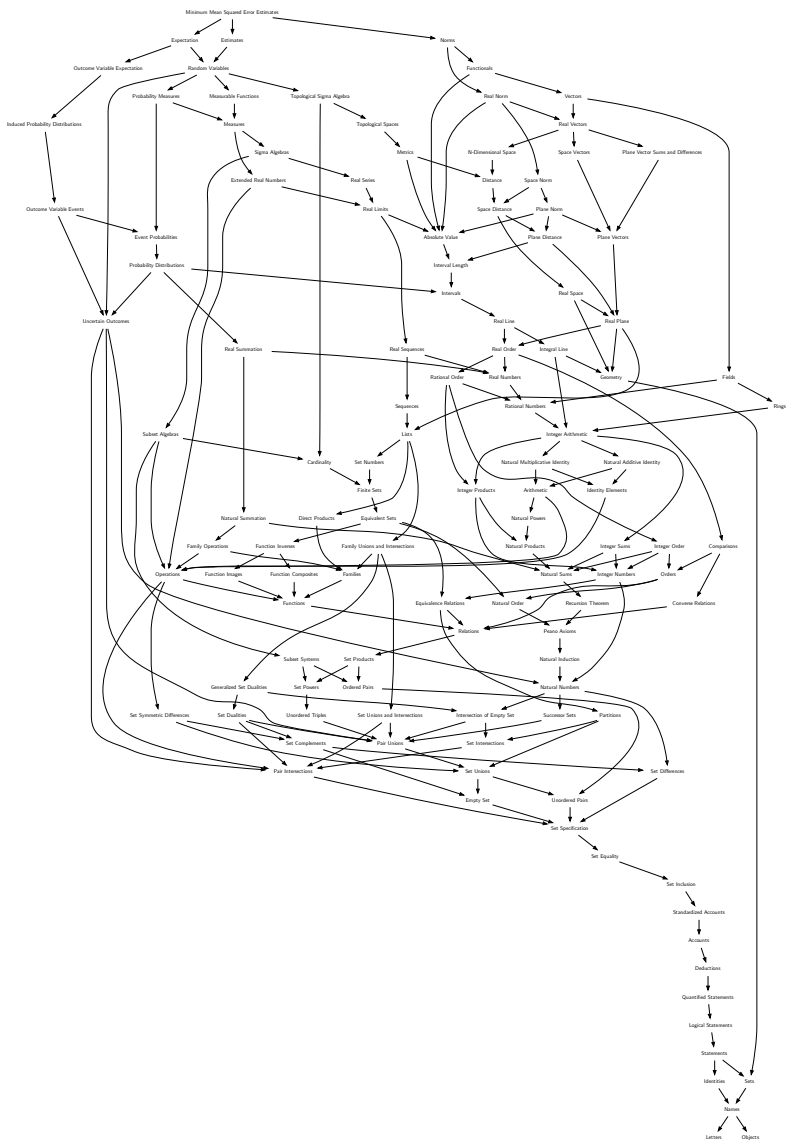 Minimum Mean Squared Error Estimates
Expectation
Estimates
Norms
Outcome Variable Expectation
Random Variables
Functionals
Probability Measures
Measurable Functions
Topological Sigma Algebra
Real Norm
Vectors
Induced Probability Distributions
Measures
Topological Spaces
Real Vectors
Sigma Algebras
Metrics
N-Dimensional Space
Space Vectors
Plane Vector Sums and Differences
Extended Real Numbers
Real Series
Distance
Space Norm
Outcome Variable Events
Real Limits
Space Distance
Plane Norm
Event Probabilities
Absolute Value
Plane Distance
Plane Vectors
Probability Distributions
Interval Length
Intervals
Real Space
Uncertain Outcomes
Real Line
Real Plane
Real Summation
Real Sequences
Real Order
Integral Line
Rational Order
Real Numbers
Geometry
Fields
Sequences
Rational Numbers
Rings
Subset Algebras
Lists
Integer Arithmetic
Cardinality
Set Numbers
Natural Multiplicative Identity
Natural Additive Identity
Finite Sets
Integer Products
Arithmetic
Identity Elements
Natural Summation
Direct Products
Equivalent Sets
Natural Powers
Family Operations
Function Inverses
Family Unions and Intersections
Natural Products
Integer Sums
Integer Order
Comparisons
Operations
Function Images
Function Composites
Families
Natural Sums
Integer Numbers
Orders
Functions
Equivalence Relations
Natural Order
Recursion Theorem
Converse Relations
Relations
Peano Axioms
Subset Systems
Set Products
Natural Induction
Generalized Set Dualities
Set Powers
Ordered Pairs
Natural Numbers
Set Symmetric Differences
Set Dualities
Unordered Triples
Set Unions and Intersections
Intersection of Empty Set
Successor Sets
Partitions
Set Complements
Pair Unions
Set Intersections
Pair Intersections
Set Unions
Set Differences
Empty Set
Unordered Pairs
Set Specification
Set Equality
Set Inclusion
Standardized Accounts
Accounts
Deductions
Quantified Statements
Logical Statements
Statements
Identities
Sets
Names
Letters
Objects